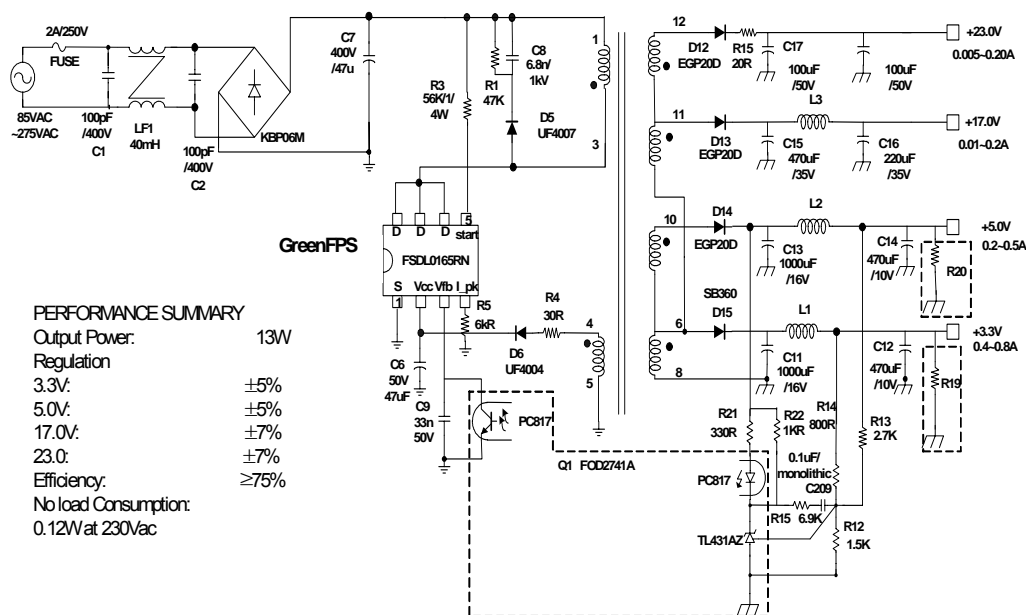 2A/250V
FUSE
85VAC
~275VAC
100pF
/400V
C1
LF1
40mH
100pF
/400V
C2
KBP06M
C7
400V
/47u
R3
56K/1/
4W
R1
47K
C8
6.8n/
1kV
D5
UF4007
1
3
12
D12
EGP20D
R15
20R
C17
100uF
/50V
100uF
/50V
+23.0V
0.005~0.20A
11
D13
EGP20D
L3
C15
470uF
/35V
C16
220uF
/35V
+17.0V
0.01~0.2A
10
D14
EGP20D
L2
C13
1000uF
/16V
C14
470uF
/10V
R20
+5.0V
0.2~0.5A
6
SB360
D15
L1
8
C11
1000uF
/16V
C12
470uF
/10V
R19
+3.3V
0.4~0.8A
GreenFPS
D D D 5
start
FSDL0165RN
S Vcc Vfb I_pk
1
R5
6kR
R4
30R
D6
UF4004
4
5
C6
50V
47uF
C9
33n
50V
PC817
Q1 FOD2741A
R21
330R
R22
1KR
R14
800R
R13
2.7K
0.1uF/
monolithic
C209
PC817
R15 6.9K
TL431AZ
R12
1.5K
PERFORMANCE SUMMARY
Output Power: 13W
Regulation
3.3V: ±5%
5.0V: ±5%
17.0V: ±7%
23.0: ±7%
Efficiency: ≥75%
No load Consumption:
0.12W at 230Vac